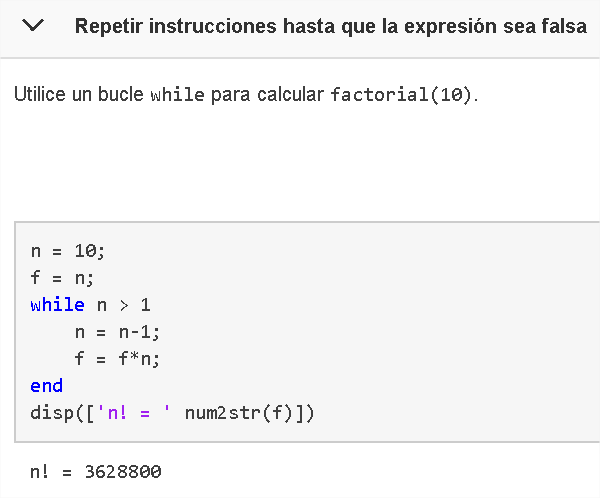 Repetir instrucciones hasta que la expresión sea falsa
Utilice un bucle while para calcular factorial(10).
n = 10;
f = n;
while n > 1
    n = n-1;
    f = f*n;
end
disp(['n! = ' num2str(f)])
n! = 3628800